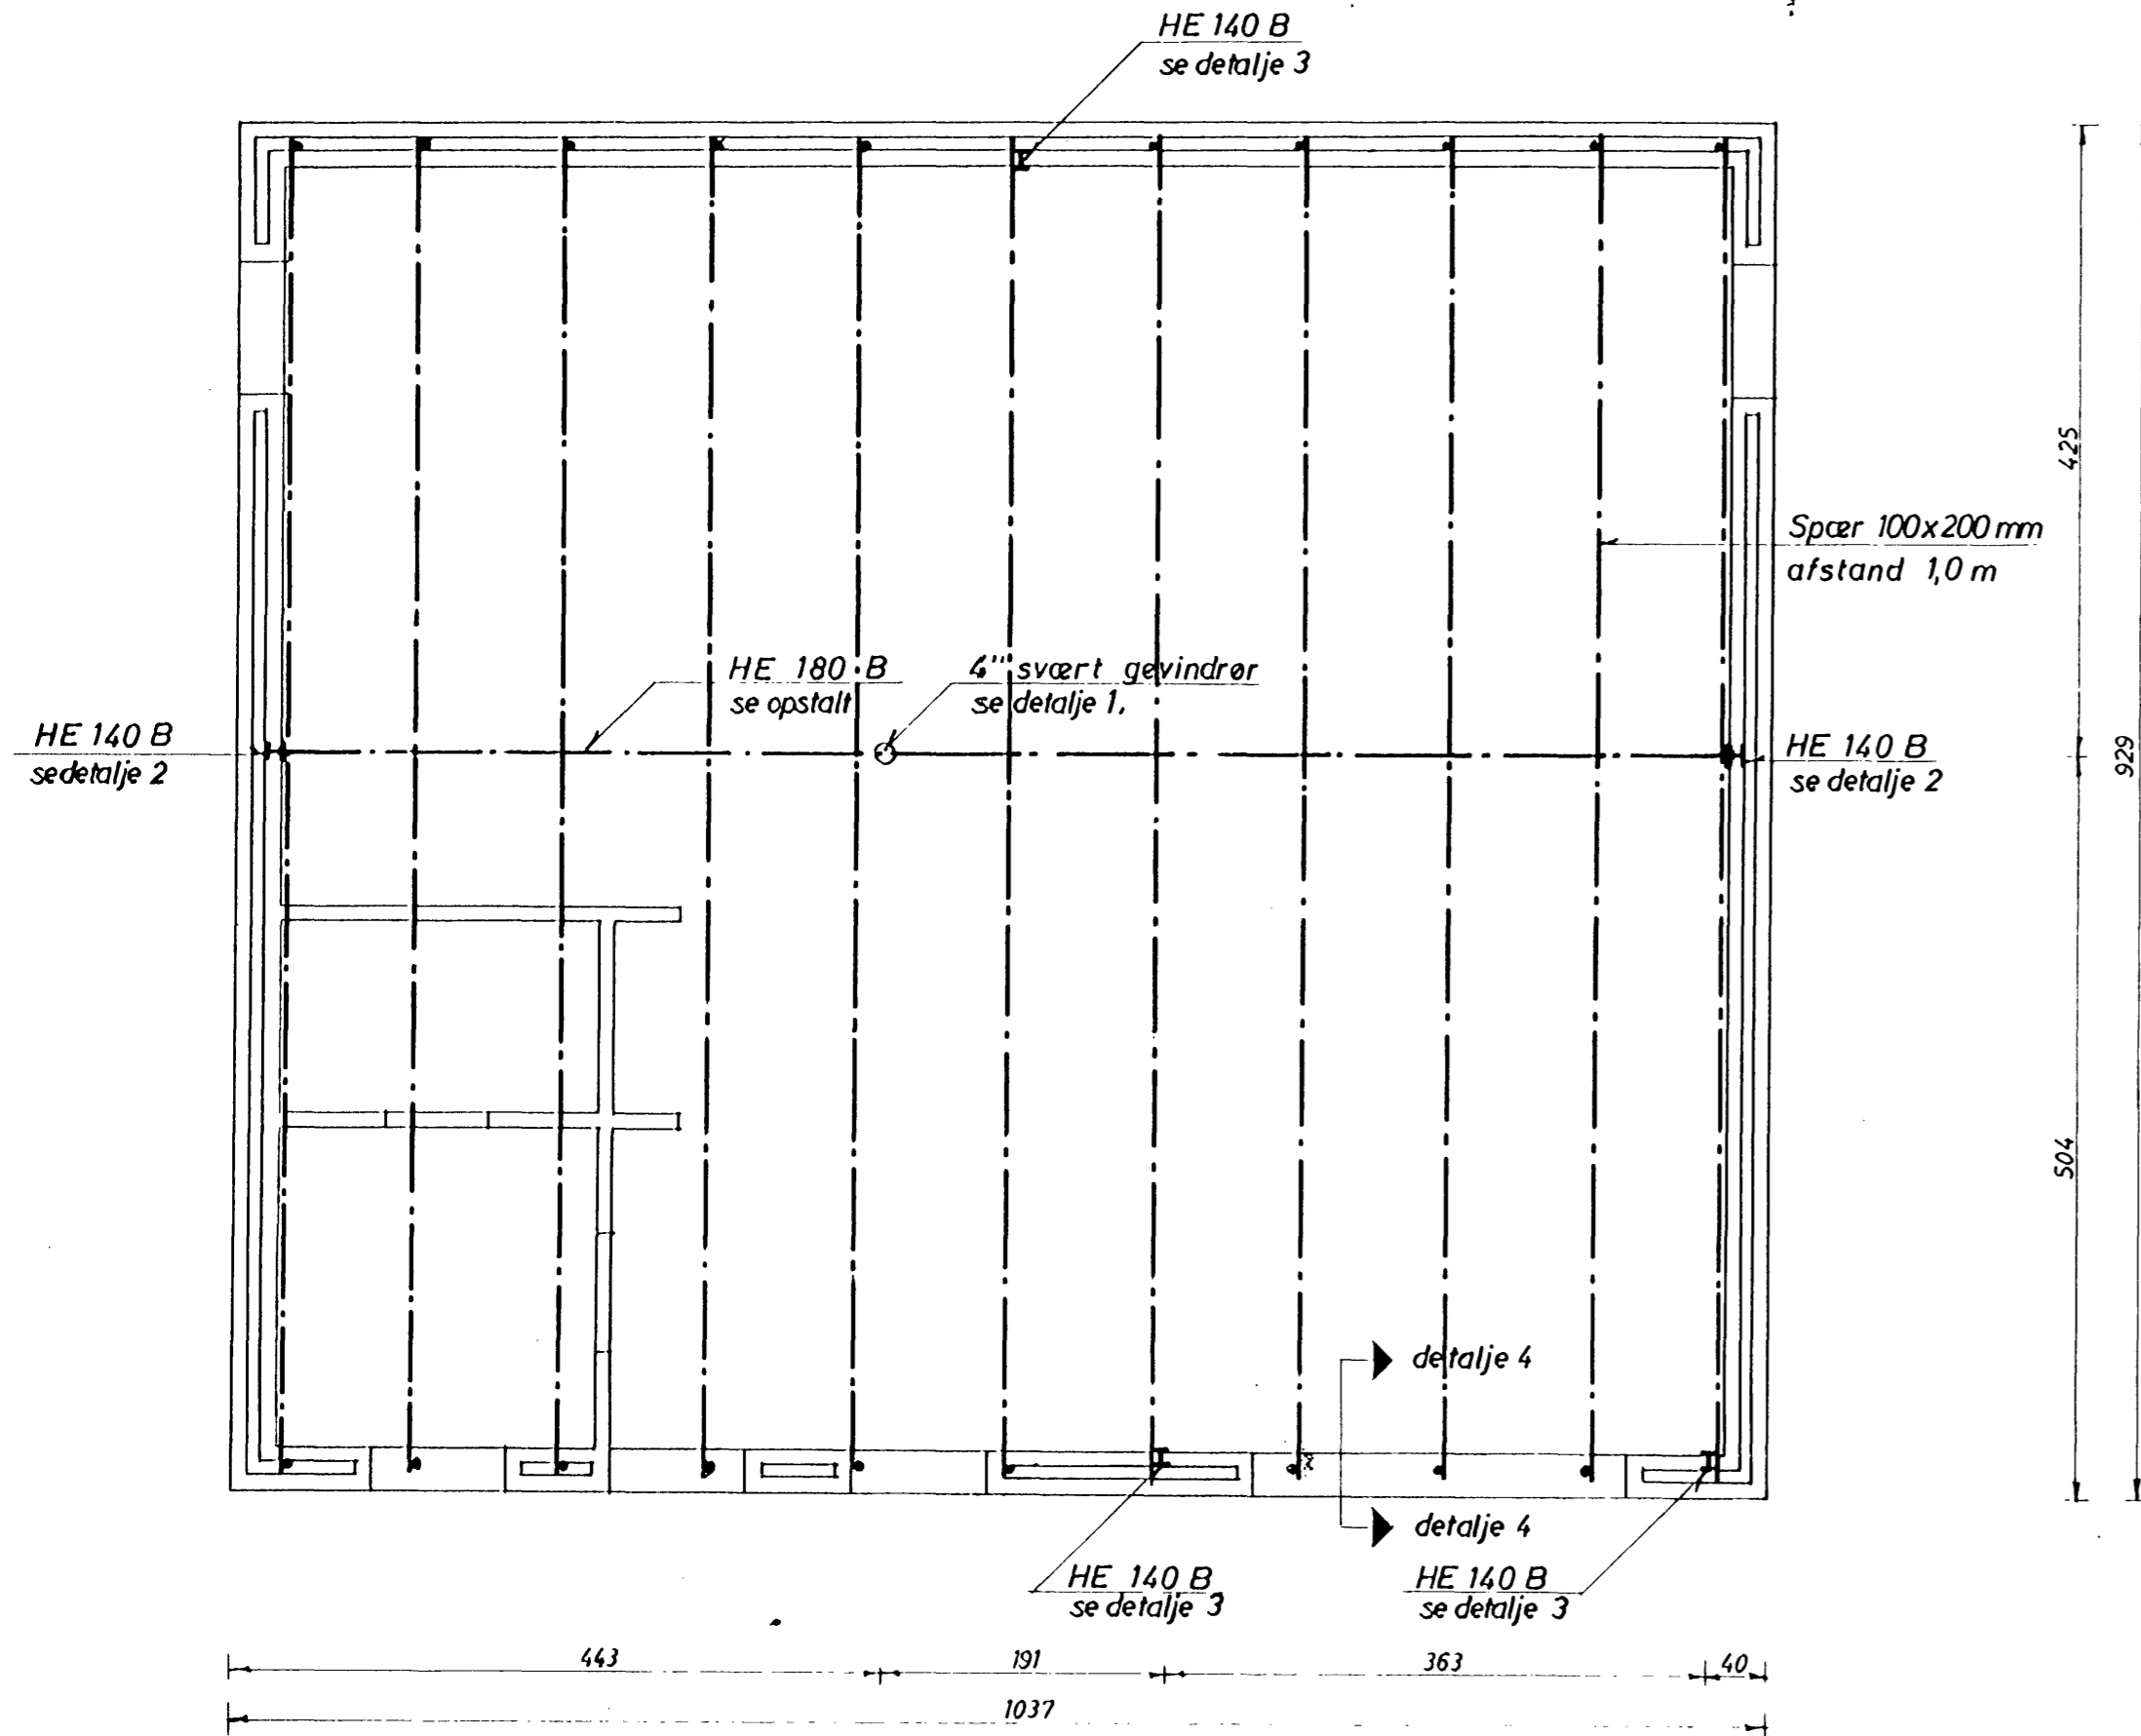 HE 140 B
se detalje 3
425
Spær 100x200 mm
afstand 1,0 m
HE 180 B
se opstalt
4" svært gevindrør
se detalje 1,
HE 140 B
se detalje 2
HE 140 B
se detalje 2
929
504
detalje 4
detalje 4
HE 140 B
se detalje 3
HE 140 B
se detalje 3
443
191
363
40
1037